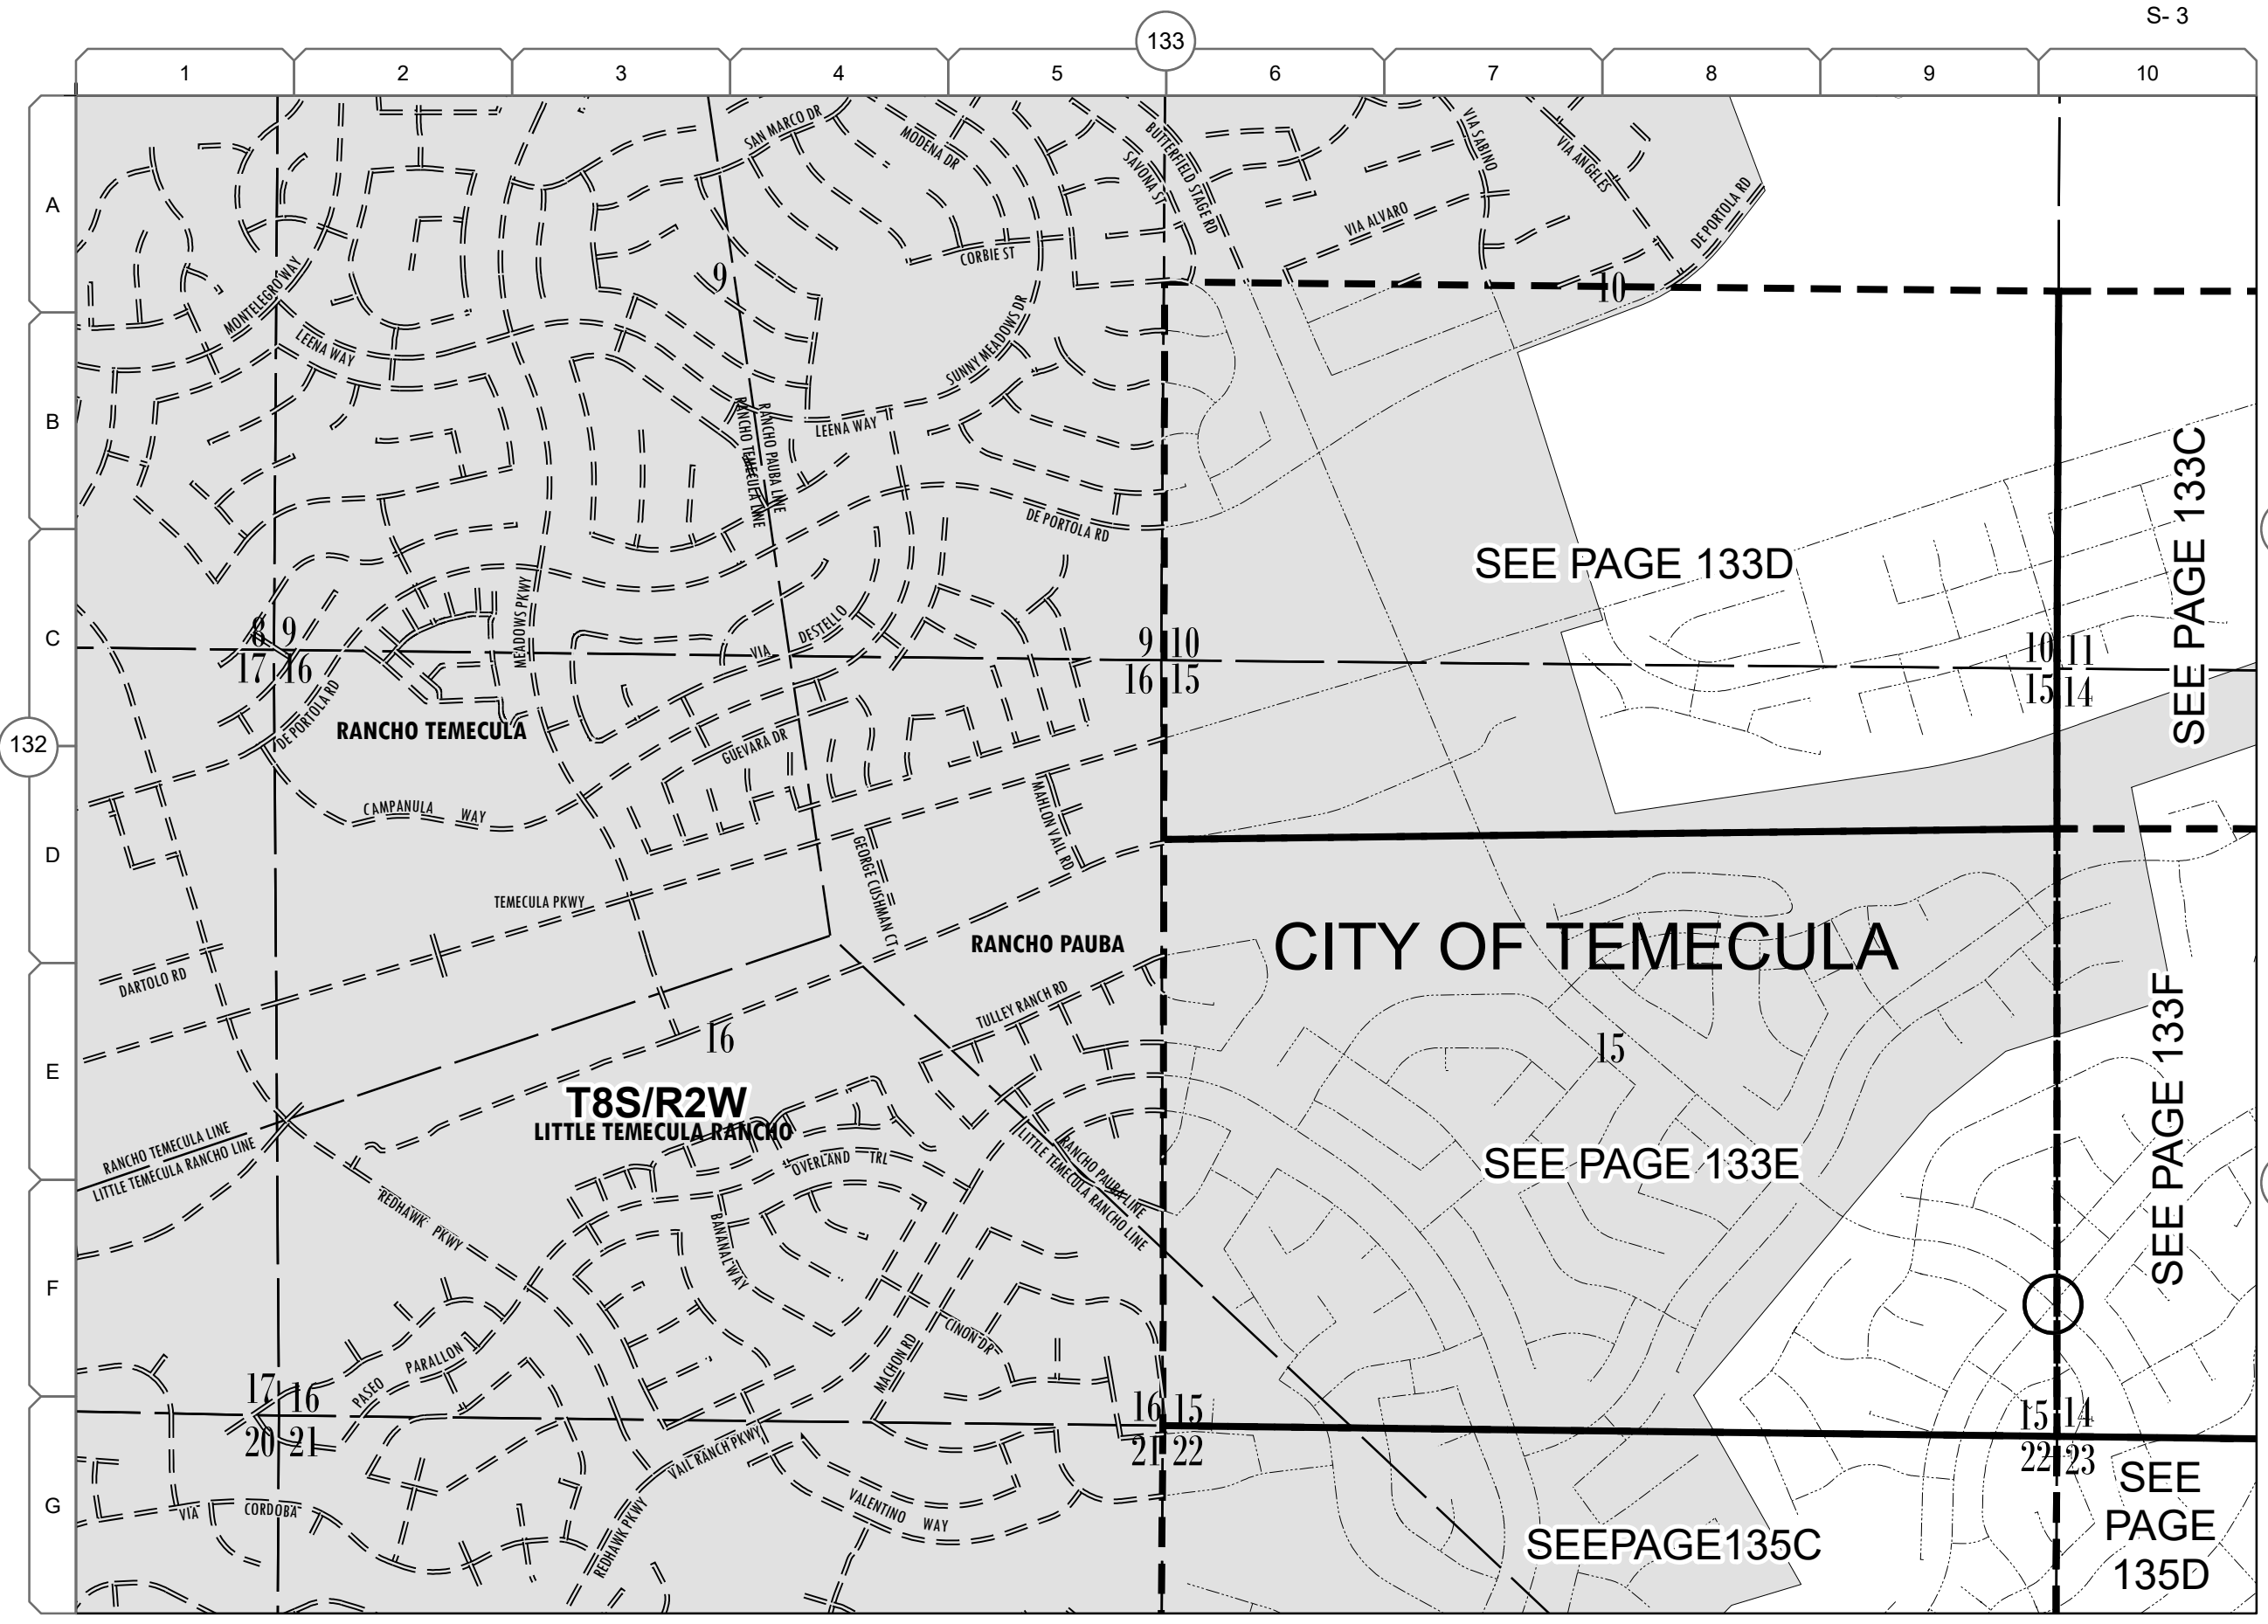 S- 3
133
1 2 3 4 5 6 7 8 9 10
A
SAN MARCO DR
MODENA DR
SAVONA ST
BUTTERFIELD STAGE RD
VIA SABINO
VIA ANGELES
DE PORTOLA RD
VIA ALVARO
CORBIE ST
MONTELEGRO WAY
9
10
B
LEENA WAY
SUNNY MEADOWS DR
RANCHO PAUBA LINE
RANCHO TEMECULA LINE
LEENA WAY
DE PORTOLA RD
SEE PAGE 133C
SEE PAGE 133D
C
MEADOWS PKWY
VIA DESTELLO
8 9
17 16
9 10
16 15
10 11
15 14
DE PORTOLA RD
RANCHO TEMECULA
GUEVARA DR
132
CAMPANULA WAY
MAHLON VAIL RD
D
GEORGE CUSHMAN CT
TEMECULA PKWY
RANCHO PAUBA
CITY OF TEMECULA
DARTOLO RD
TULLEY RANCH RD
16
15
E
SEE PAGE 133F
T8S/R2W
LITTLE TEMECULA RANCHO
RANCHO TEMECULA LINE
LITTLE TEMECULA RANCHO LINE
OVERLAND TRL
RANCHO PAUBA LINE
LITTLE TEMECULA RANCHO LINE
SEE PAGE 133E
REDHAWK PKWY
BANANAL WAY
F
CINON DR
MACHON RD
PASEO PARALLON
17 16
20 21
16 15
21 22
15 14
22 23
VAIL RANCH PKWY
G
VIA CORDOBA
VALENTINO WAY
REDHAWK PKWY
SEEPAGE135C
SEE
PAGE
135D